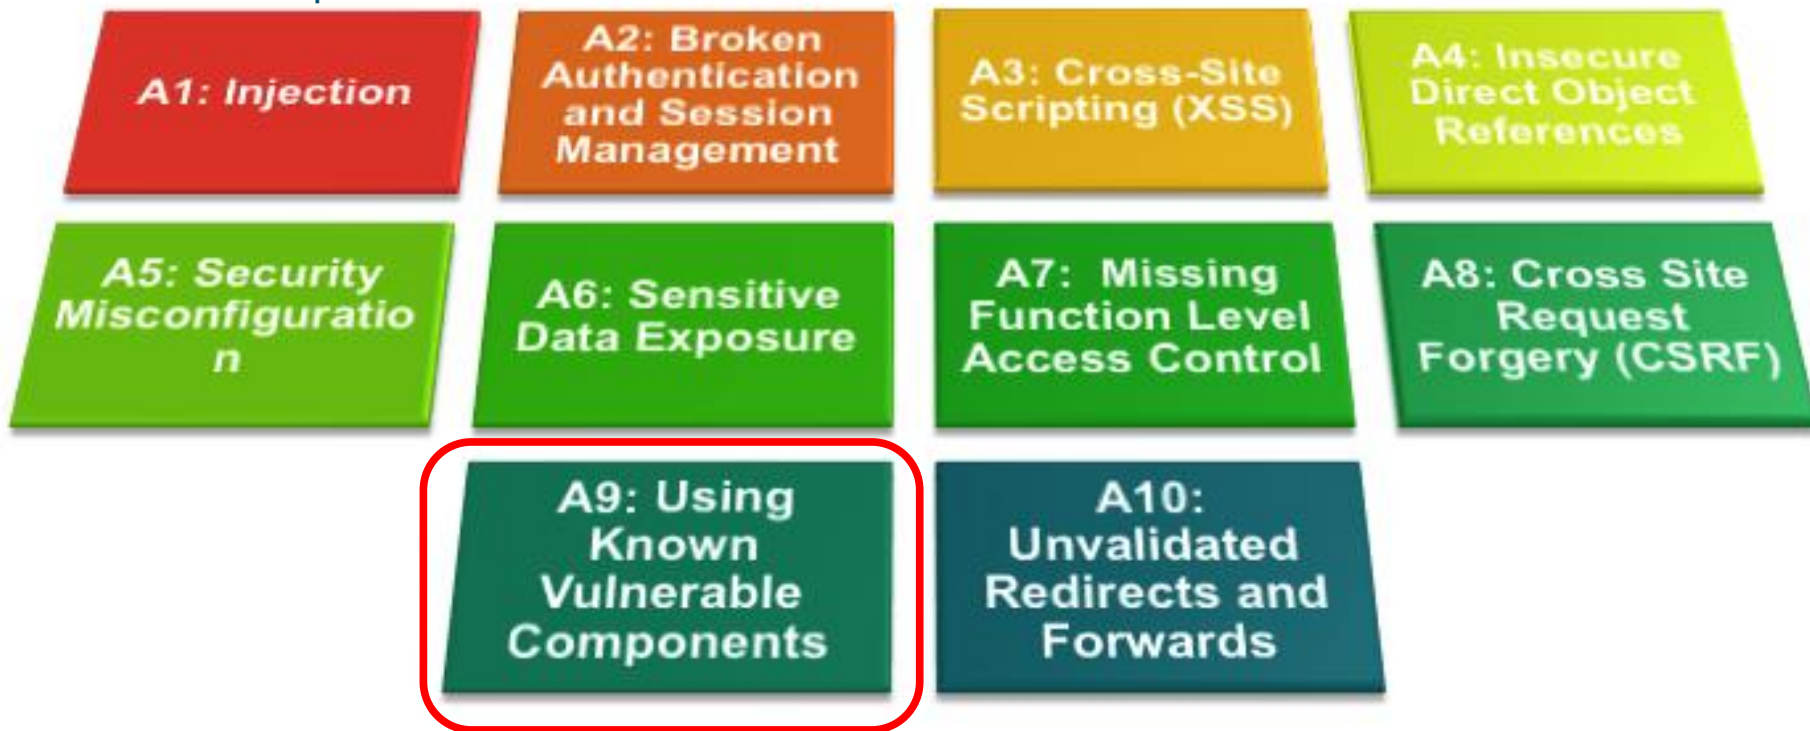 A1: Injection
A2: Broken
Authentication
and Session
Management
A3: Cross-Site
Scripting (XSS)
A4: Insecure
Direct Object
References
A5: Security
Misconfiguratio
n
A6: Sensitive
Data Exposure
A7: Missing
Function Level
Access Control
A8: Cross Site
Request
Forgery (CSRF)
A9: Using
Known
Vulnerable
Components
A10:
Unvalidated
Redirects and
Forwards